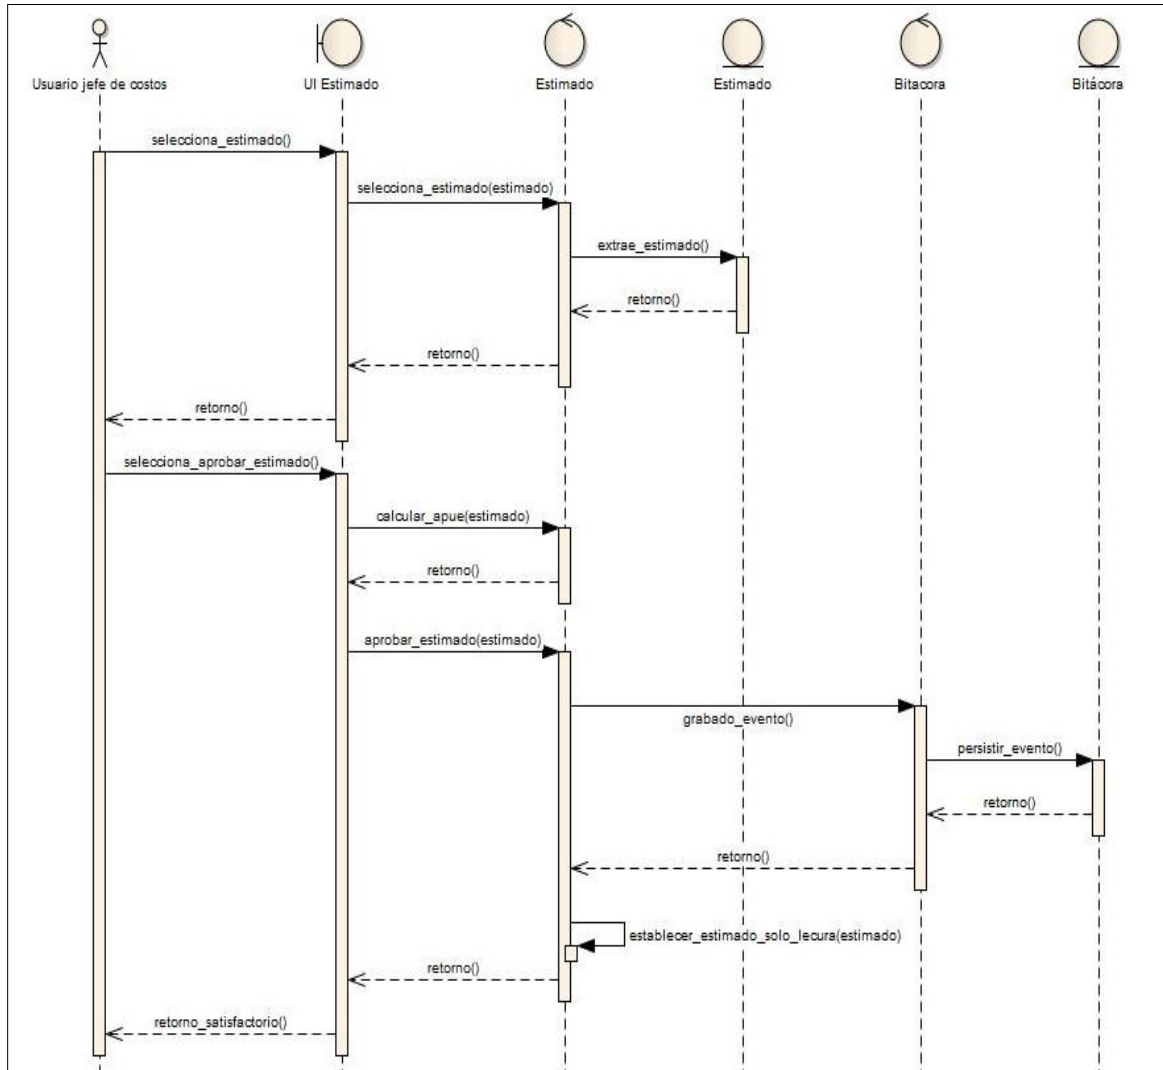 Usuario jefe de costos
UI Estimado
Estimado
Estimado
Bitacora
Bitácora
selecciona_estimado()
selecciona_estimado(estimado)
extrae_estimado()
retorno()
retorno()
retorno()
selecciona_aprobar_estimado()
calcular_apue(estimado)
retorno()
aprobar_estimado(estimado)
grabado_evento()
persistir_evento()
retorno()
retorno()
establecer_estimado_solo_lecura(estimado)
retorno()
retorno_satisfactorio()